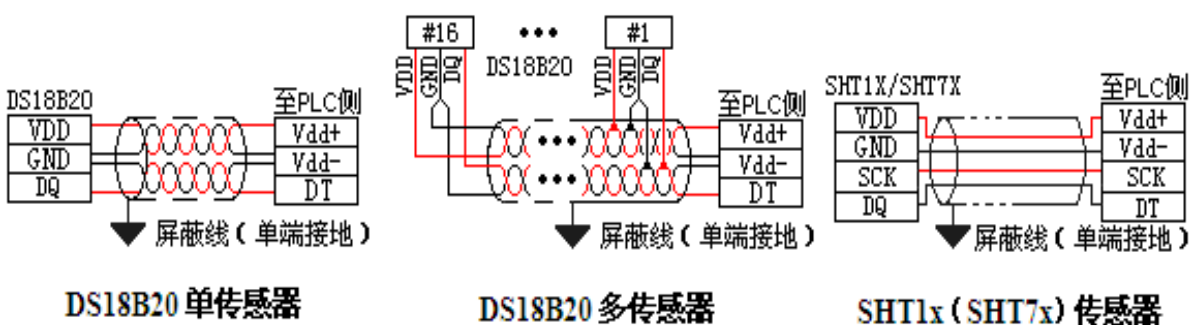 DS18B20
VDD
GND
DQ
至PLC侧
Vdd+
Vdd-
DT
屏蔽线(单端接地)
DS18B20 单传感器
#16
#1
DS18B20
VDD
GND
DQ
VDD
GND
DQ
至PLC侧
Vdd+
Vdd-
DT
屏蔽线(单端接地)
DS18B20 多传感器
SHT1X/SHT7X
VDD
GND
SCK
DQ
至PLC侧
Vdd+
Vdd-
SCK
DT
屏蔽线(单端接地)
SHT1x(SHT7x)传感器